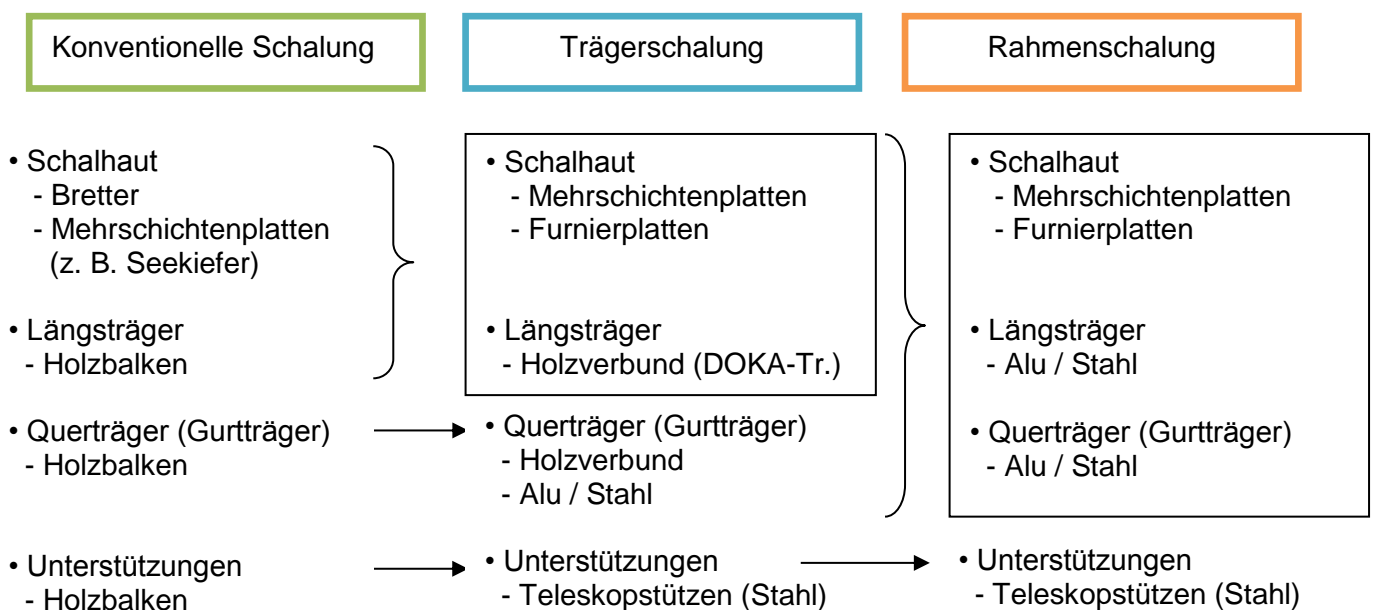 Konventionelle Schalung
Trägerschalung
Rahmenschalung
• Schalhaut
- Bretter
- Mehrschichtenplatten
(z. B. Seekiefer)
• Längsträger
- Holzbalken
• Querträger (Gurtträger)
- Holzbalken
• Unterstützungen
- Holzbalken
• Schalhaut
- Mehrschichtenplatten
- Furnierplatten
• Längsträger
- Holzverbund (DOKA-Tr.)
• Querträger (Gurtträger)
- Holzverbund
- Alu / Stahl
• Unterstützungen
- Teleskopstützen (Stahl)
• Schalhaut
- Mehrschichtenplatten
- Furnierplatten
• Längsträger
- Alu / Stahl
• Querträger (Gurtträger)
- Alu / Stahl
• Unterstützungen
- Teleskopstützen (Stahl)